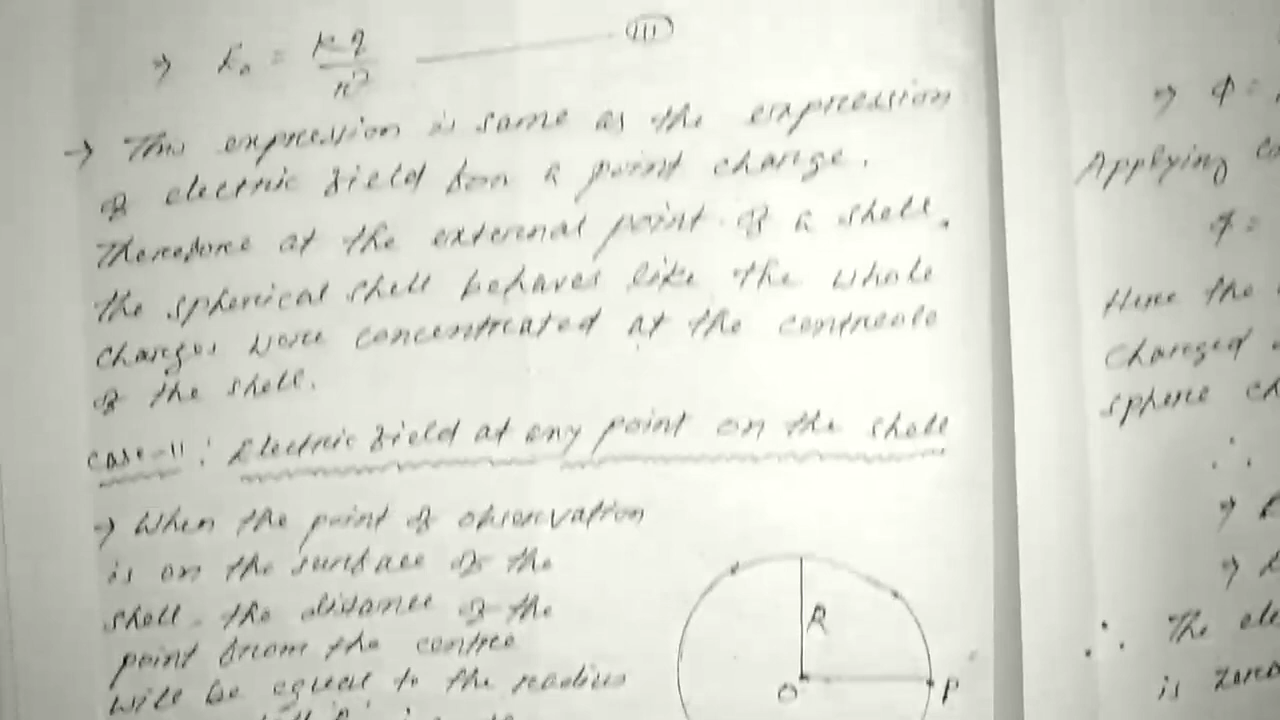 ⇒ E₀ = kq/r² ——— (III)
→ This expression is same as the expression
of electric field for a point charge.
Therefore at the external point of a shell,
the spherical shell behaves like the whole
charges were concentrated at the centre
of the shell.
Case-II : Electric field at any point on the shell
→ When the point of observation
is on the surface of the
shell, the distance of the
point from the centre
will be equal to the radius
R
O
P
⇒ φ =
Applying
φ =
Here the
charged
sphere
∴
⇒
⇒
∴ The ele
is zero